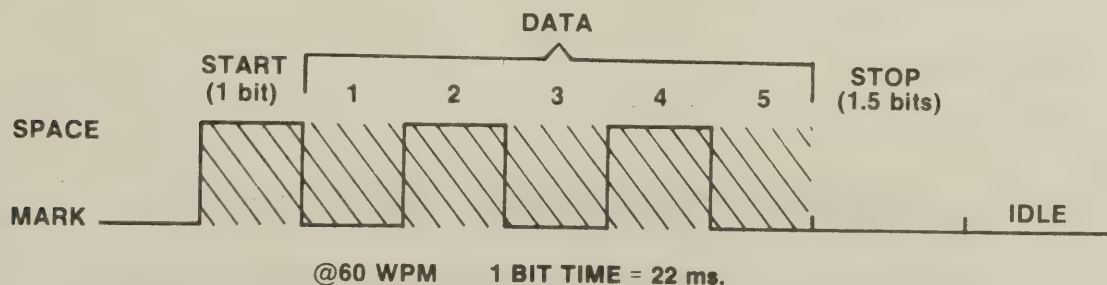 DATA
START
(1 bit)
1 2 3 4 5
STOP
(1.5 bits)
SPACE
MARK
IDLE
@60 WPM 1 BIT TIME = 22 ms.